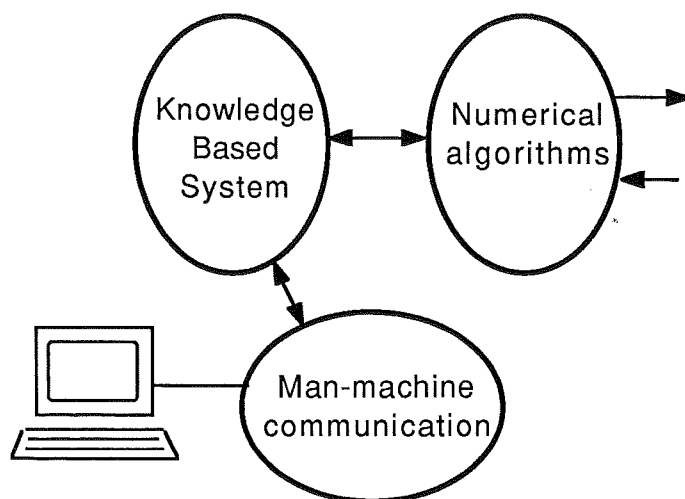 Knowledge
Based
System
Numerical
algorithms
Man-machine
communication